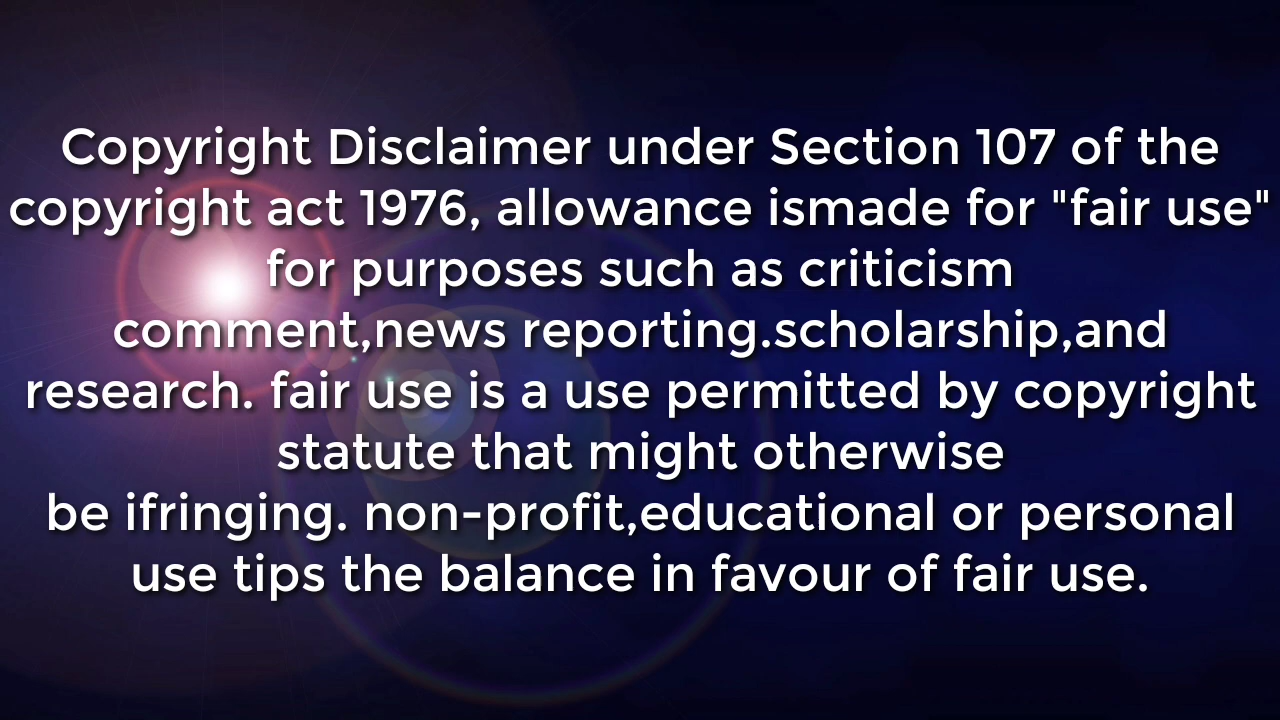 Copyright Disclaimer under Section 107 of the
copyright act 1976, allowance ismade for "fair use"
for purposes such as criticism
comment,news reporting.scholarship,and
research. fair use is a use permitted by copyright
statute that might otherwise
be ifringing. non-profit,educational or personal
use tips the balance in favour of fair use.